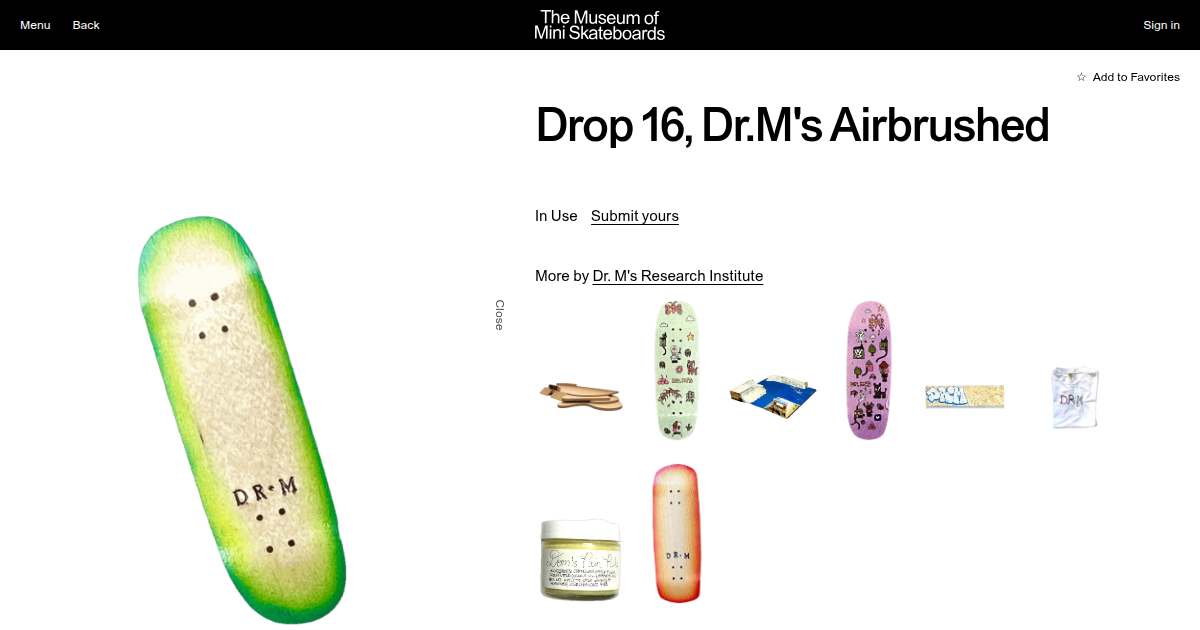 Menu Back
The Museum of
Mini Skateboards
Sign in
☆ Add to Favorites
Drop 16, Dr.M's Airbrushed
In Use Submit yours
Close
More by Dr. M's Research Institute
DR·M
DRM
DR·M